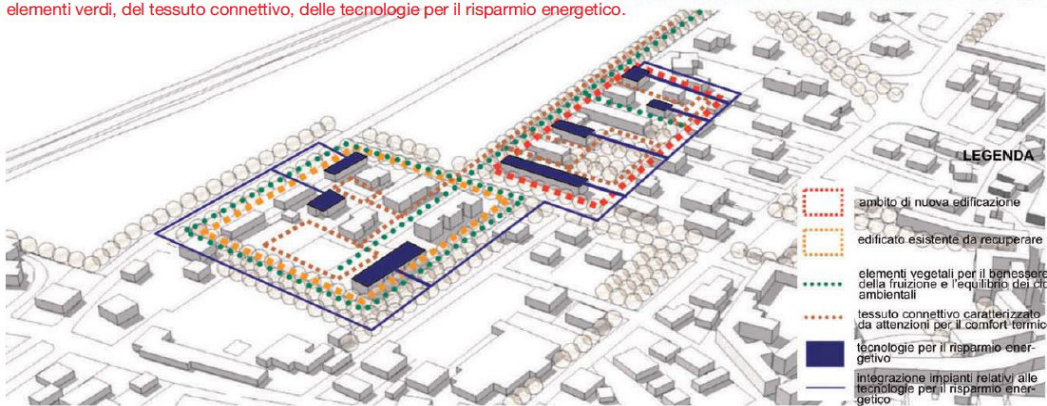 elementi verdi, del tessuto connettivo, delle tecnologie per il risparmio energetico.
LEGENDA
ambito di nuova edificazione
edificato esistente da recuperare
elementi vegetali per il benessere
della fruizione e l'equilibrio dei
ambientali
tessuto connettivo caratterizzato
da attenzioni per il comfort termico
tecnologie per il risparmio ener-
getivo
integrazione impianti relativi alle
tecnologie per il risparmio ener-
getico